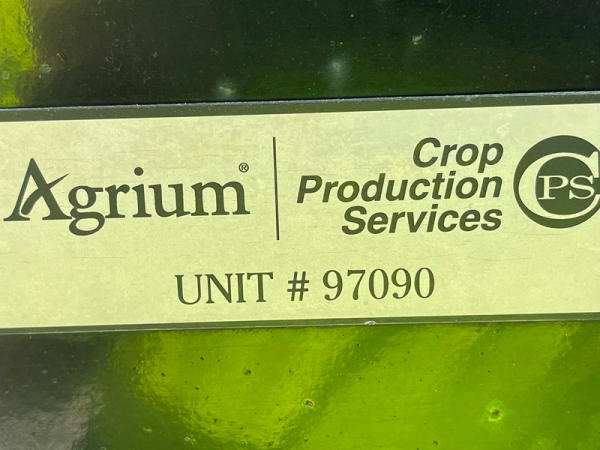 Agrium®
Crop
Production
Services
CPS
UNIT # 97090